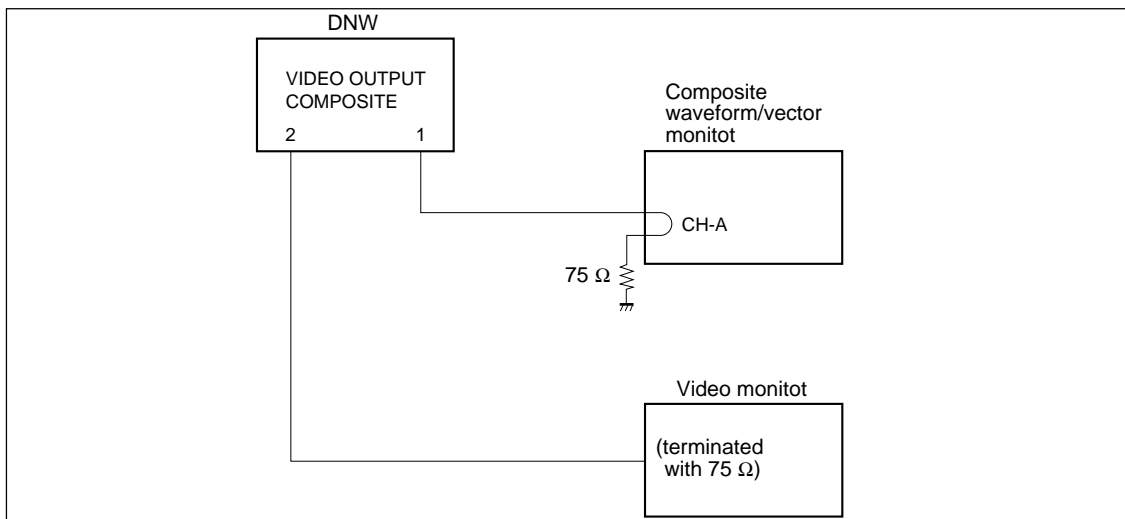 DNW
VIDEO OUTPUT
COMPOSITE
2 1
Composite
waveform/vector
monitot
CH-A
75 Ω
Video monitot
(terminated
with 75 Ω)